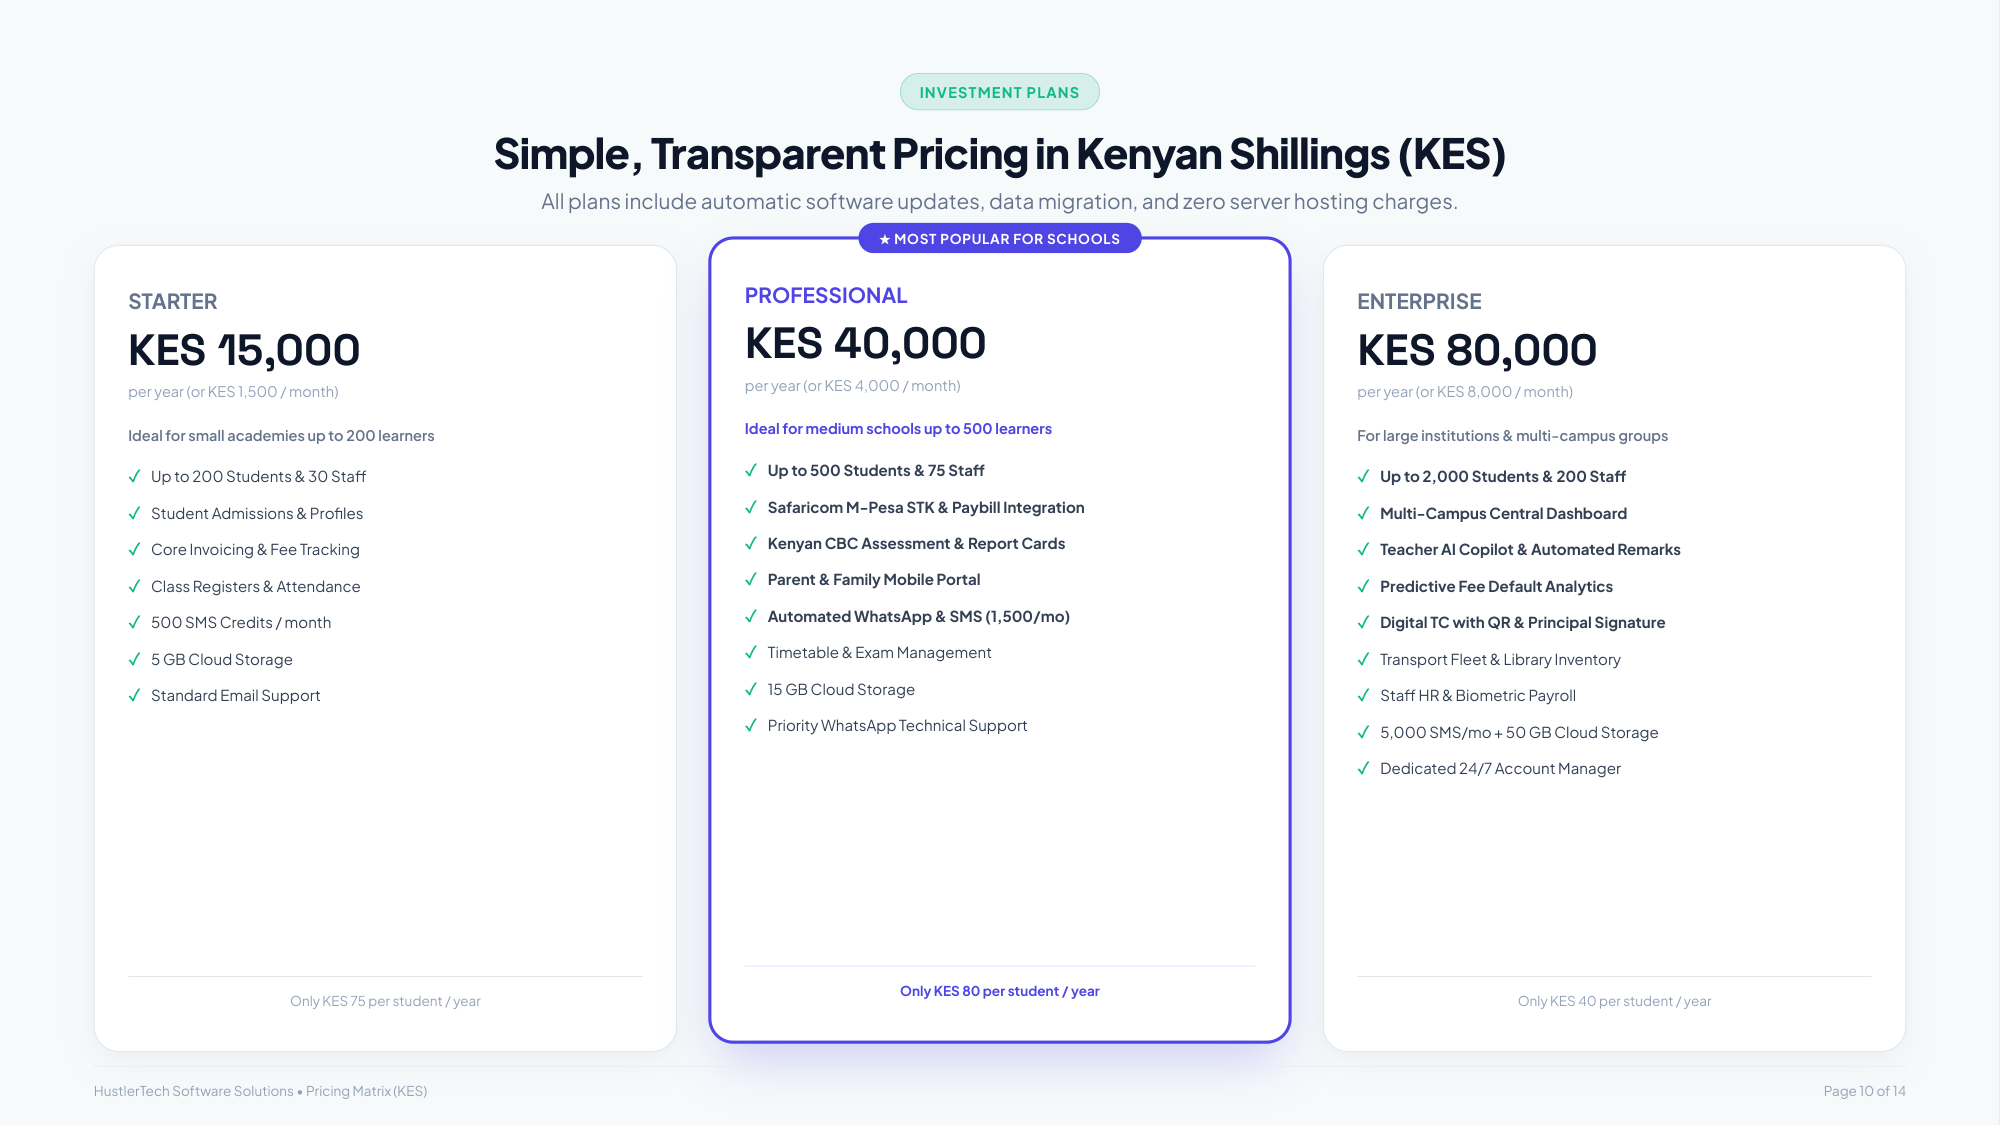 INVESTMENT PLANS
Simple, Transparent Pricing in Kenyan Shillings (KES)
All plans include automatic software updates, data migration, and zero server hosting charges.
STARTER
KES 15,000
per year (or KES 1,500 / month)
Ideal for small academies up to 200 learners
✓ Up to 200 Students & 30 Staff
✓ Student Admissions & Profiles
✓ Core Invoicing & Fee Tracking
✓ Class Registers & Attendance
✓ 500 SMS Credits / month
✓ 5 GB Cloud Storage
✓ Standard Email Support
Only KES 75 per student / year
★ MOST POPULAR FOR SCHOOLS
PROFESSIONAL
KES 40,000
per year (or KES 4,000 / month)
Ideal for medium schools up to 500 learners
✓ Up to 500 Students & 75 Staff
✓ Safaricom M-Pesa STK & Paybill Integration
✓ Kenyan CBC Assessment & Report Cards
✓ Parent & Family Mobile Portal
✓ Automated WhatsApp & SMS (1,500/mo)
✓ Timetable & Exam Management
✓ 15 GB Cloud Storage
✓ Priority WhatsApp Technical Support
Only KES 80 per student / year
ENTERPRISE
KES 80,000
per year (or KES 8,000 / month)
For large institutions & multi-campus groups
✓ Up to 2,000 Students & 200 Staff
✓ Multi-Campus Central Dashboard
✓ Teacher AI Copilot & Automated Remarks
✓ Predictive Fee Default Analytics
✓ Digital TC with QR & Principal Signature
✓ Transport Fleet & Library Inventory
✓ Staff HR & Biometric Payroll
✓ 5,000 SMS/mo + 50 GB Cloud Storage
✓ Dedicated 24/7 Account Manager
Only KES 40 per student / year
HustlerTech Software Solutions • Pricing Matrix (KES)
Page 10 of 14